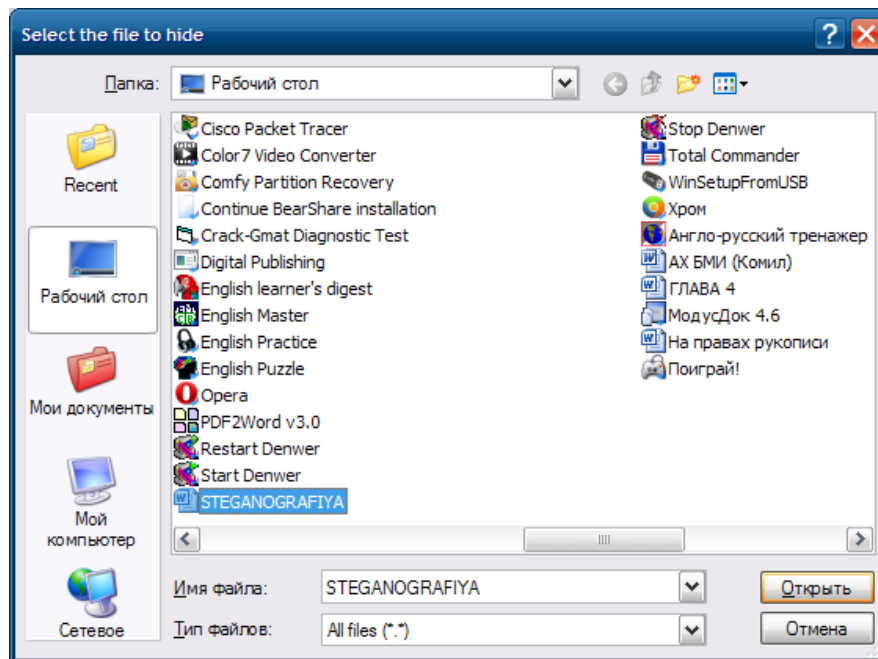 Select the file to hide
Папка:
Рабочий стол
Recent
Рабочий стол
Мои документы
Мой
компьютер
Сетевое
Cisco Packet Tracer
Color7 Video Converter
Comfy Partition Recovery
Continue BearShare installation
Crack-Gmat Diagnostic Test
Digital Publishing
English learner's digest
English Master
English Practice
English Puzzle
Opera
PDF2Word v3.0
Restart Denwer
Start Denwer
STEGANOGRAFIYA
Stop Denwer
Total Commander
WinSetupFromUSB
Хром
Англо-русский тренажер
АХ БМИ (Комил)
ГЛАВА 4
МодусДок 4.6
На правах рукописи
Поиграй!
Имя файла:
STEGANOGRAFIYA
Открыть
Тип файлов:
All files (*.*)
Отмена